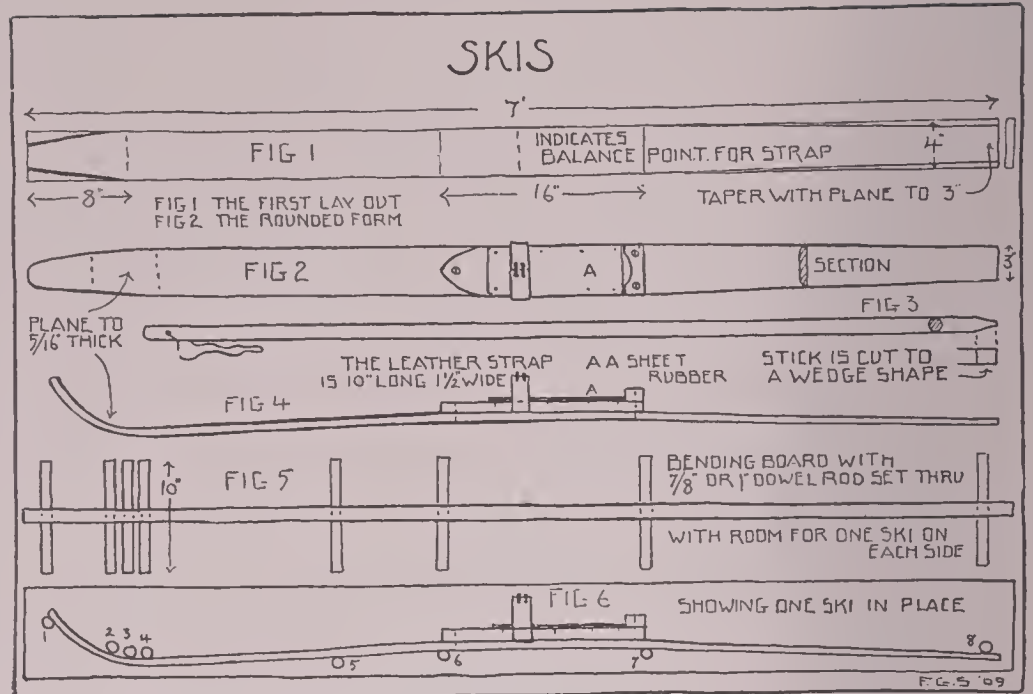 SKIS
7'
FIG 1
INDICATES
BALANCE POINT. FOR STRAP
4"
8"
16"
TAPER WITH PLANE TO 3"
FIG 1 THE FIRST LAY OUT
FIG 2 THE ROUNDED FORM
FIG 2
A
SECTION
3"
FIG 3
PLANE TO
5/16" THICK
THE LEATHER STRAP
IS 10" LONG 1½" WIDE
A A SHEET
RUBBER
STICK IS CUT TO
A WEDGE SHAPE
A
FIG 4
FIG 5
10"
BENDING BOARD WITH
7/8" OR 1" DOWEL ROD SET THRU
WITH ROOM FOR ONE SKI ON
EACH SIDE
FIG 6
SHOWING ONE SKI IN PLACE
1
2 3 4
5
6
7
8
F.G.S '09